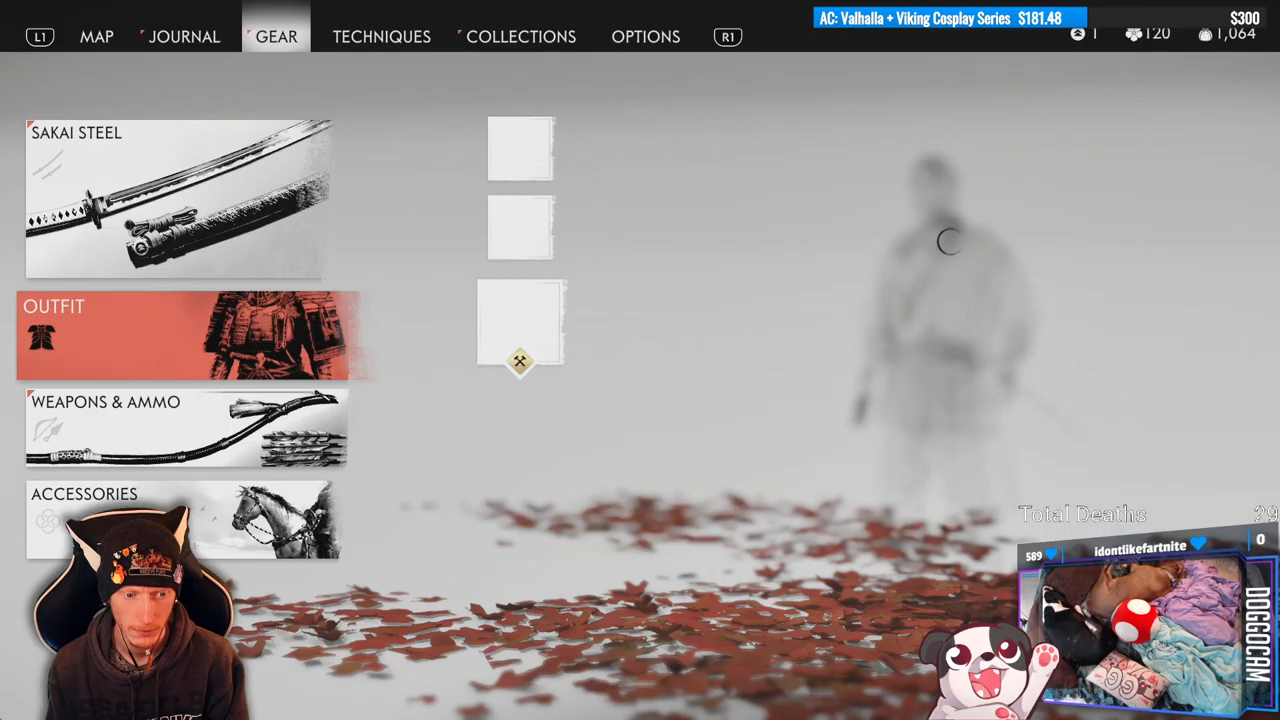 AC: Valhalla + Viking Cosplay Series $181.48
$300
L1 MAP JOURNAL GEAR TECHNIQUES COLLECTIONS OPTIONS R1
1 120 1,064
SAKAI STEEL
OUTFIT
WEAPONS & AMMO
ACCESSORIES
Total Deaths 29
589 idontlikefartnite 0
DOGGOCAM